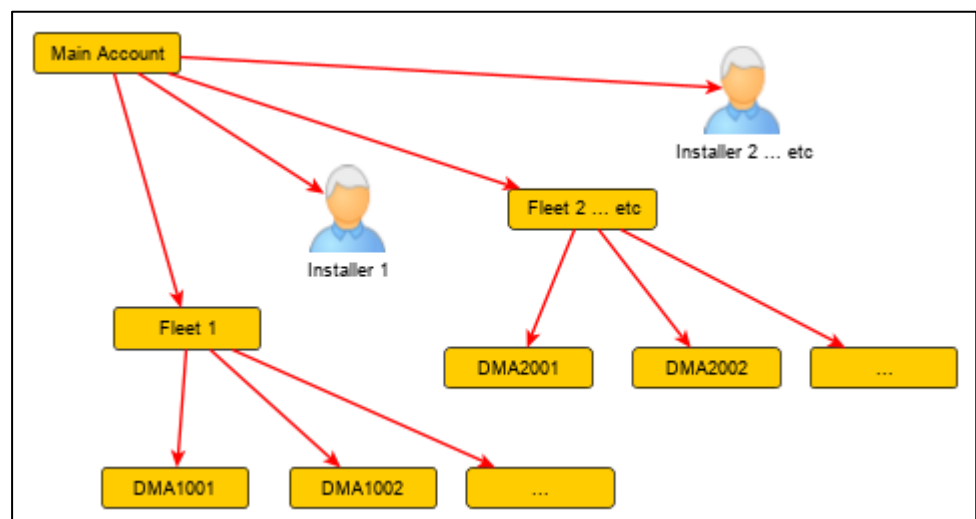 Main Account
Installer 2 ... etc
Fleet 2 ... etc
Installer 1
Fleet 1
DMA2001
DMA2002
...
DMA1001
DMA1002
...